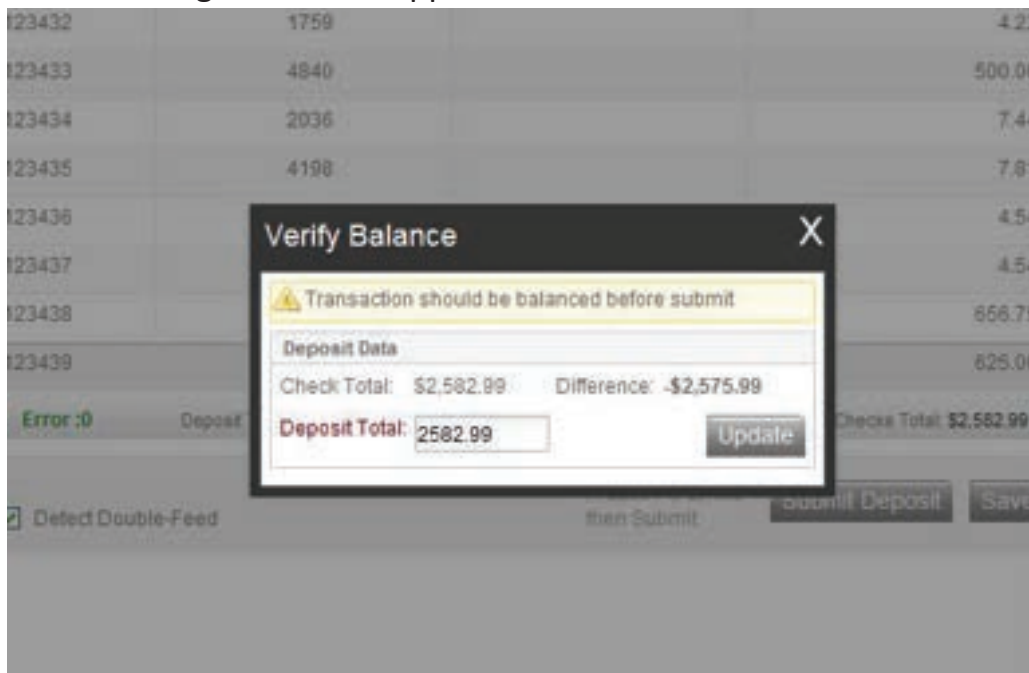 123432 1759 4.2
123433 4840 500.0
123434 2036 7.4
123435 4198 7.8
123436 4.5
123437 4.5
123438 656.7
123439 625.0
Verify Balance X
Transaction should be balanced before submit
Deposit Data
Check Total: $2,582.99 Difference: -$2,575.99
Deposit Total: 2582.99 Update
Error :0 Deposit Checks Total: $2,582.99
Detect Double-Feed then Submit Submit Deposit Save